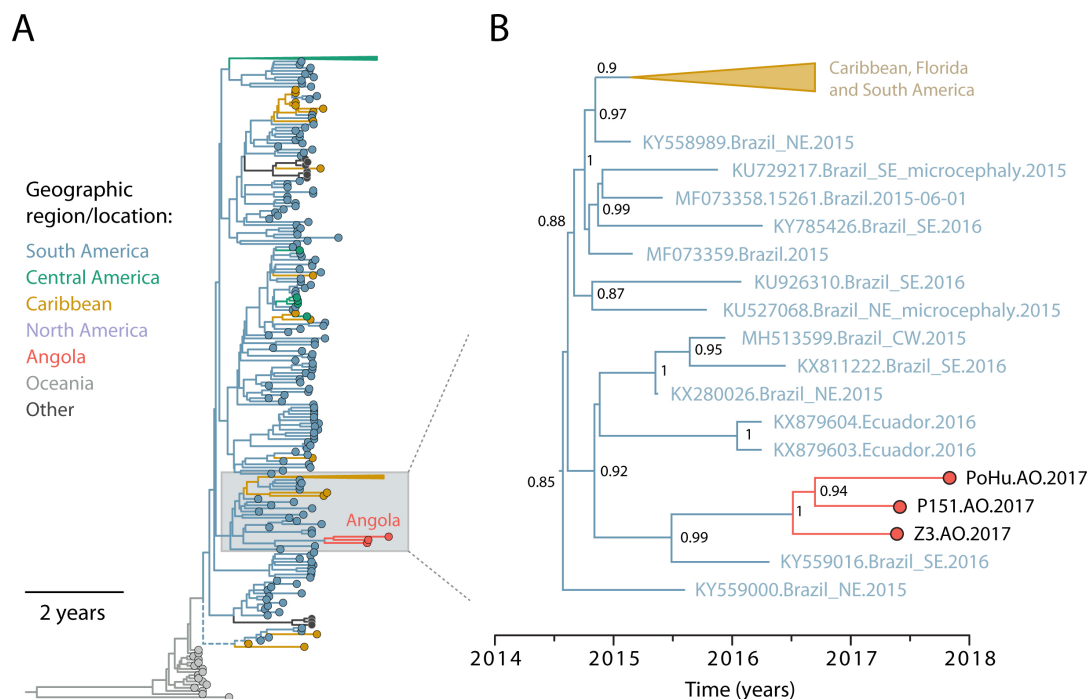 A
B
Geographic
region/location:
South America
Central America
Caribbean
North America
Angola
Oceania
Other
2 years
Angola
0.9
Caribbean, Florida
and South America
0.97
KY558989.Brazil_NE.2015
1
KU729217.Brazil_SE_microcephaly.2015
MF073358.15261.Brazil.2015-06-01
0.99
0.88
KY785426.Brazil_SE.2016
MF073359.Brazil.2015
KU926310.Brazil_SE.2016
0.87
KU527068.Brazil_NE_microcephaly.2015
MH513599.Brazil_CW.2015
0.95
KX811222.Brazil_SE.2016
1
KX280026.Brazil_NE.2015
KX879604.Ecuador.2016
1
KX879603.Ecuador.2016
0.92
0.85
PoHu.AO.2017
0.94
P151.AO.2017
1
Z3.AO.2017
0.99
KY559016.Brazil_SE.2016
KY559000.Brazil_NE.2015
2014 2015 2016 2017 2018
Time (years)